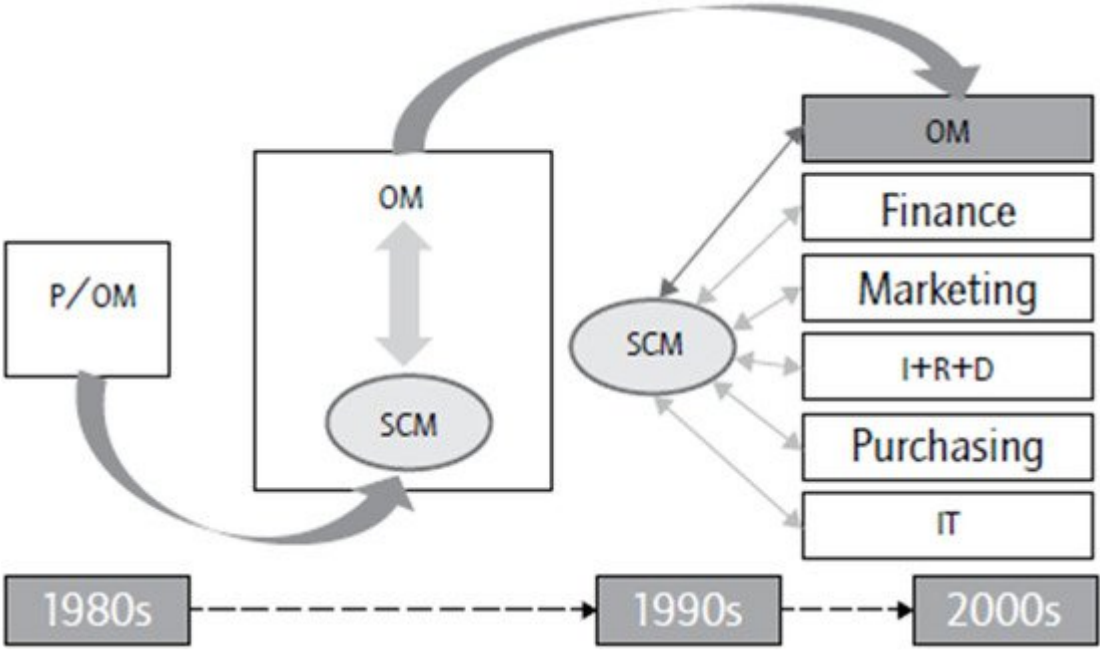 P/OM
OM
SCM
SCM
OM
Finance
Marketing
I+R+D
Purchasing
IT
1980s
1990s
2000s